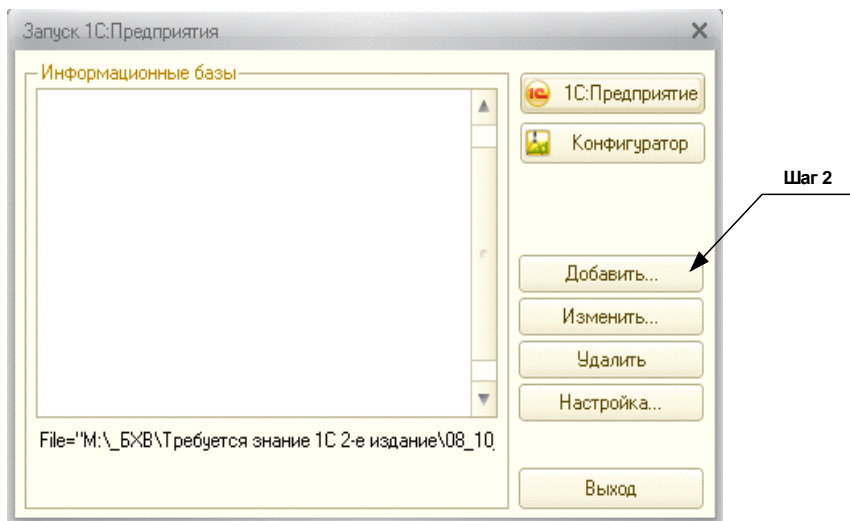 Запуск 1С:Предприятия
Информационные базы
1С:Предприятие
Конфигуратор
Шаг 2
Добавить...
Изменить...
Удалить
Настройка...
File="M:\_БХВ\Требуется знание 1С 2-е издание\08_10_
Выход